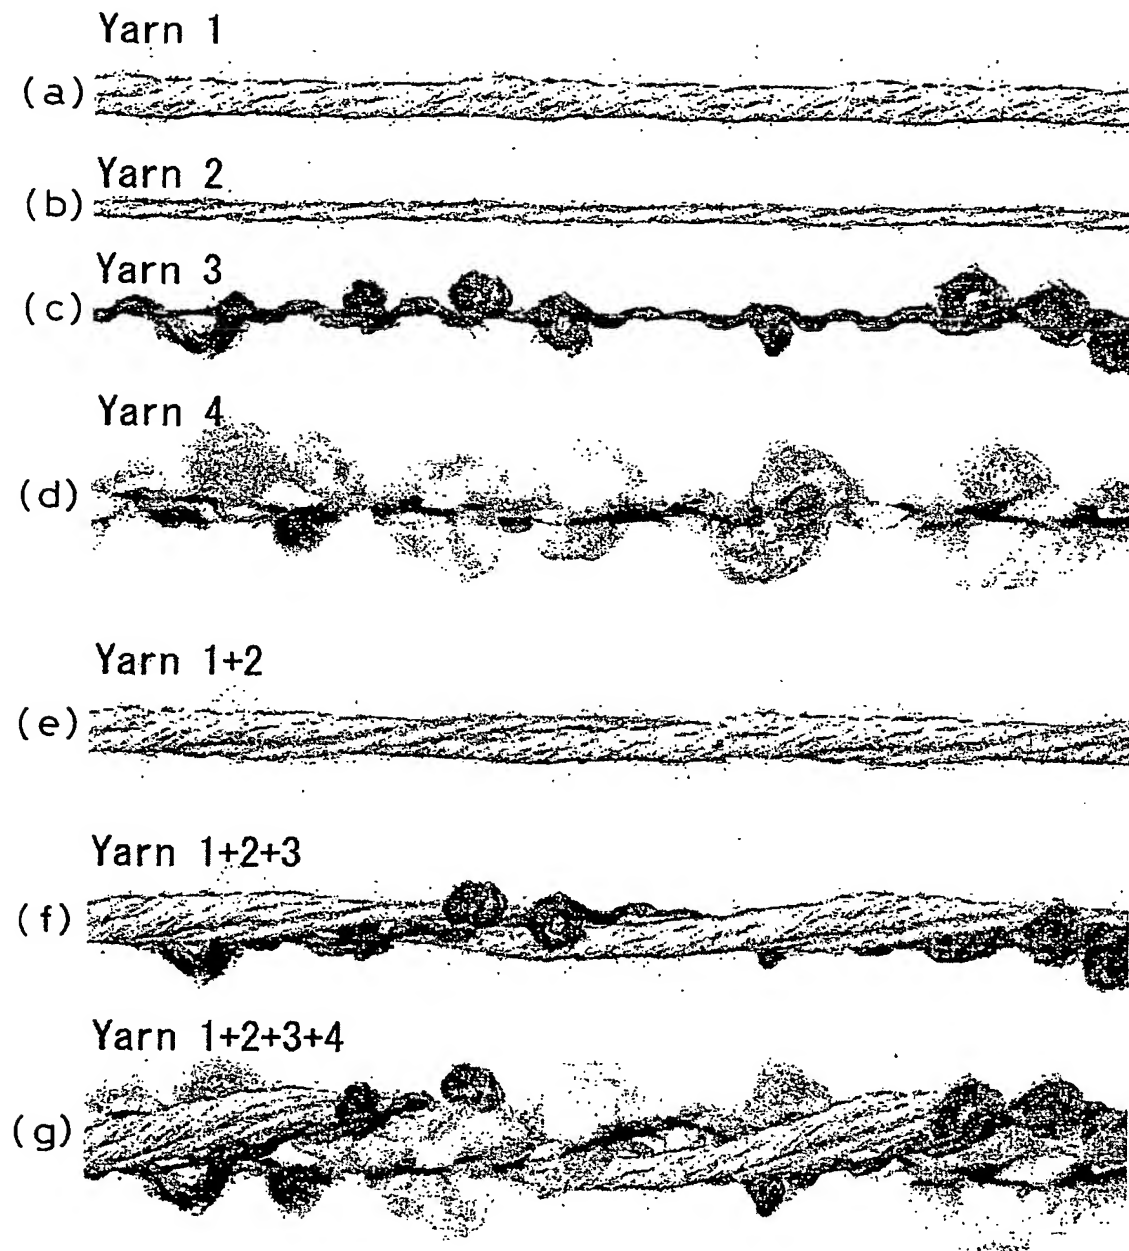 Yarn 1
(a)
Yarn 2
(b)
Yarn 3
(c)
Yarn 4
(d)
Yarn 1+2
(e)
Yarn 1+2+3
(f)
Yarn 1+2+3+4
(g)